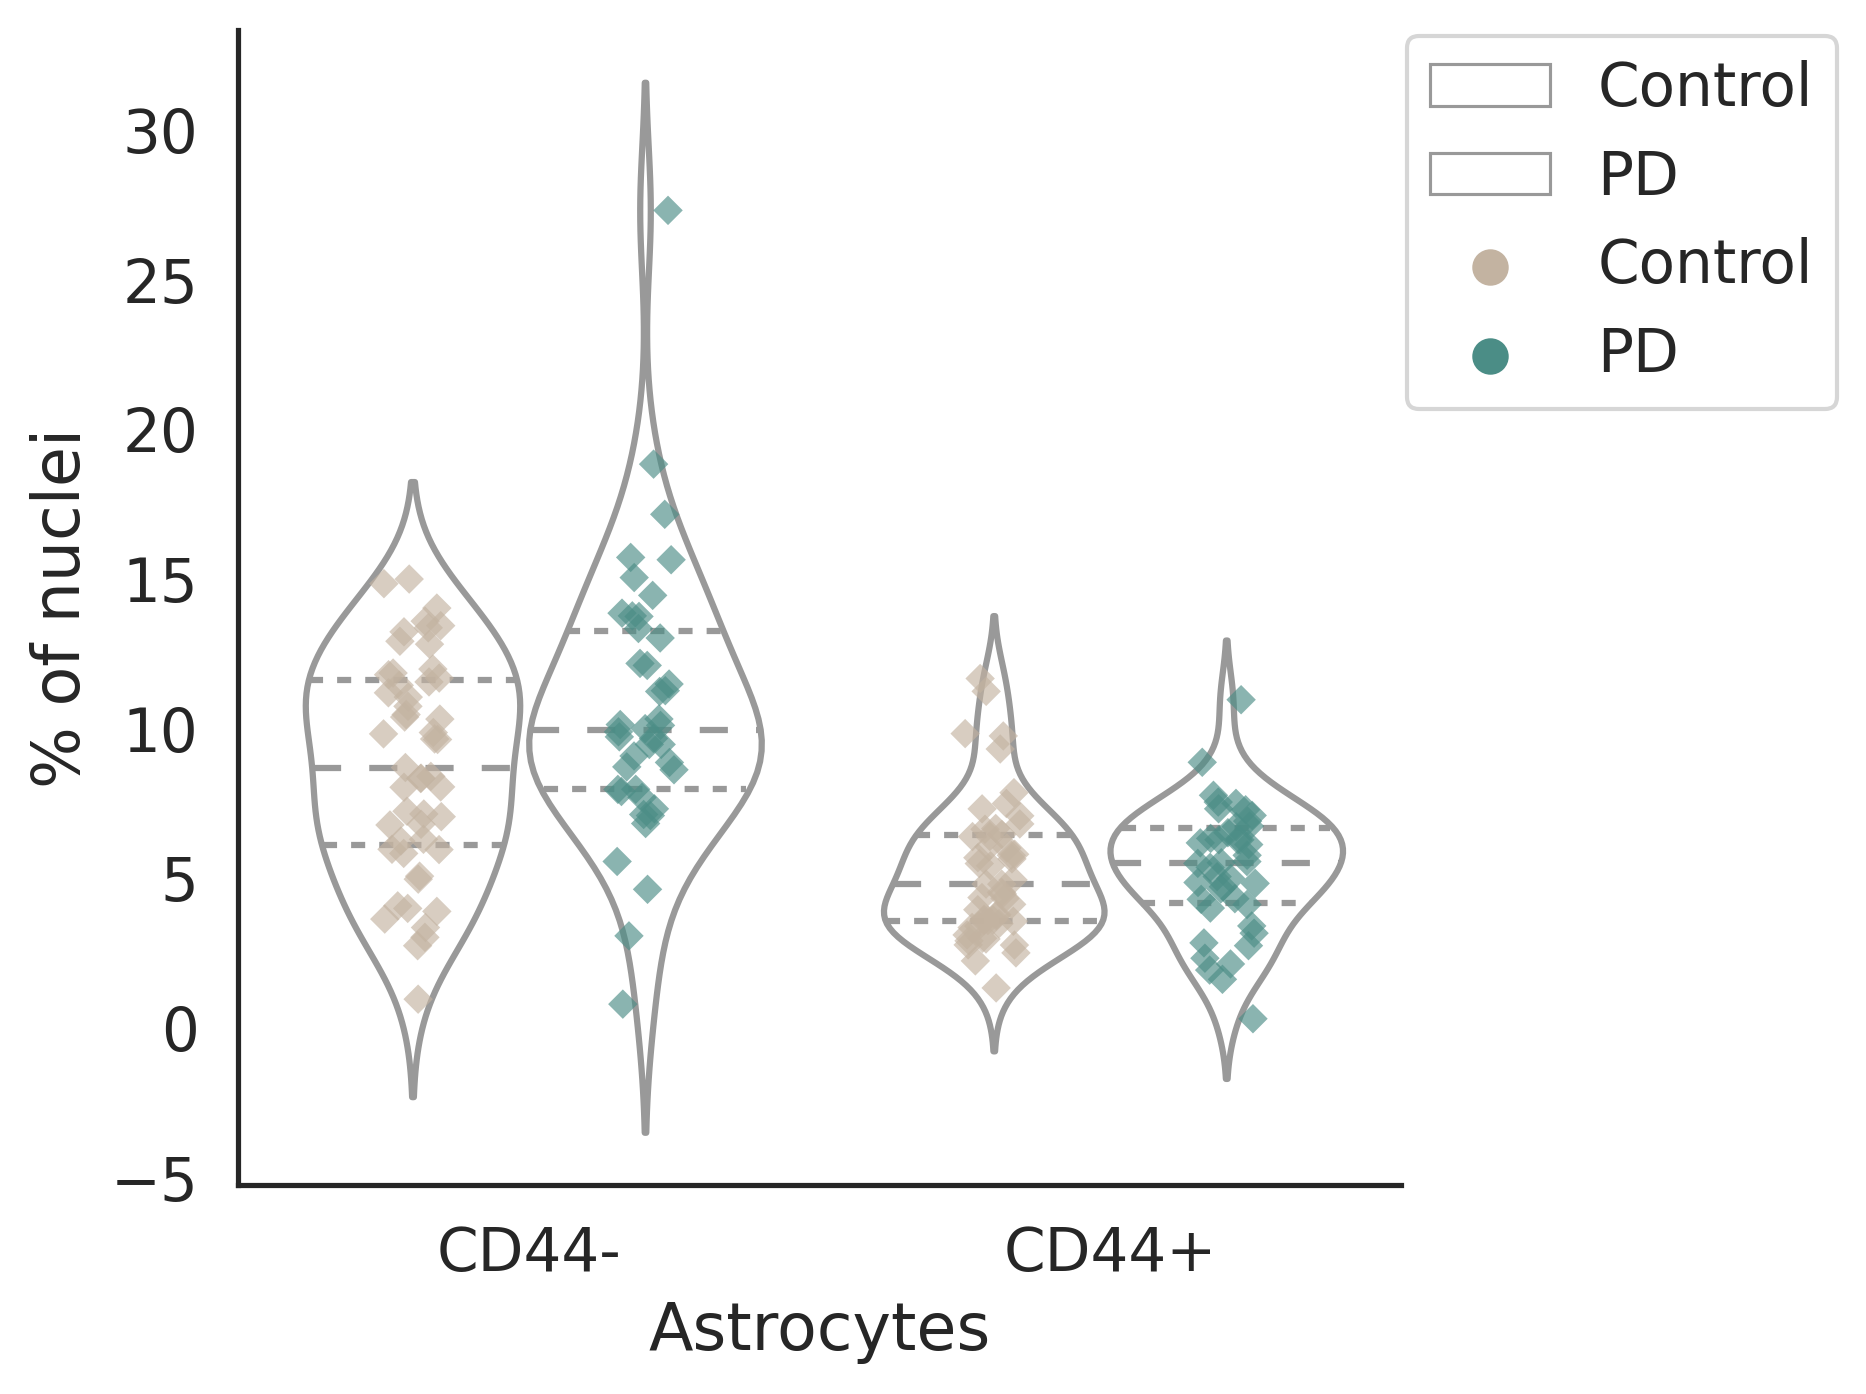 % of nuclei
30
25
20
15
10
5
0
−5
CD44-
CD44+
Astrocytes
Control
PD
Control
PD